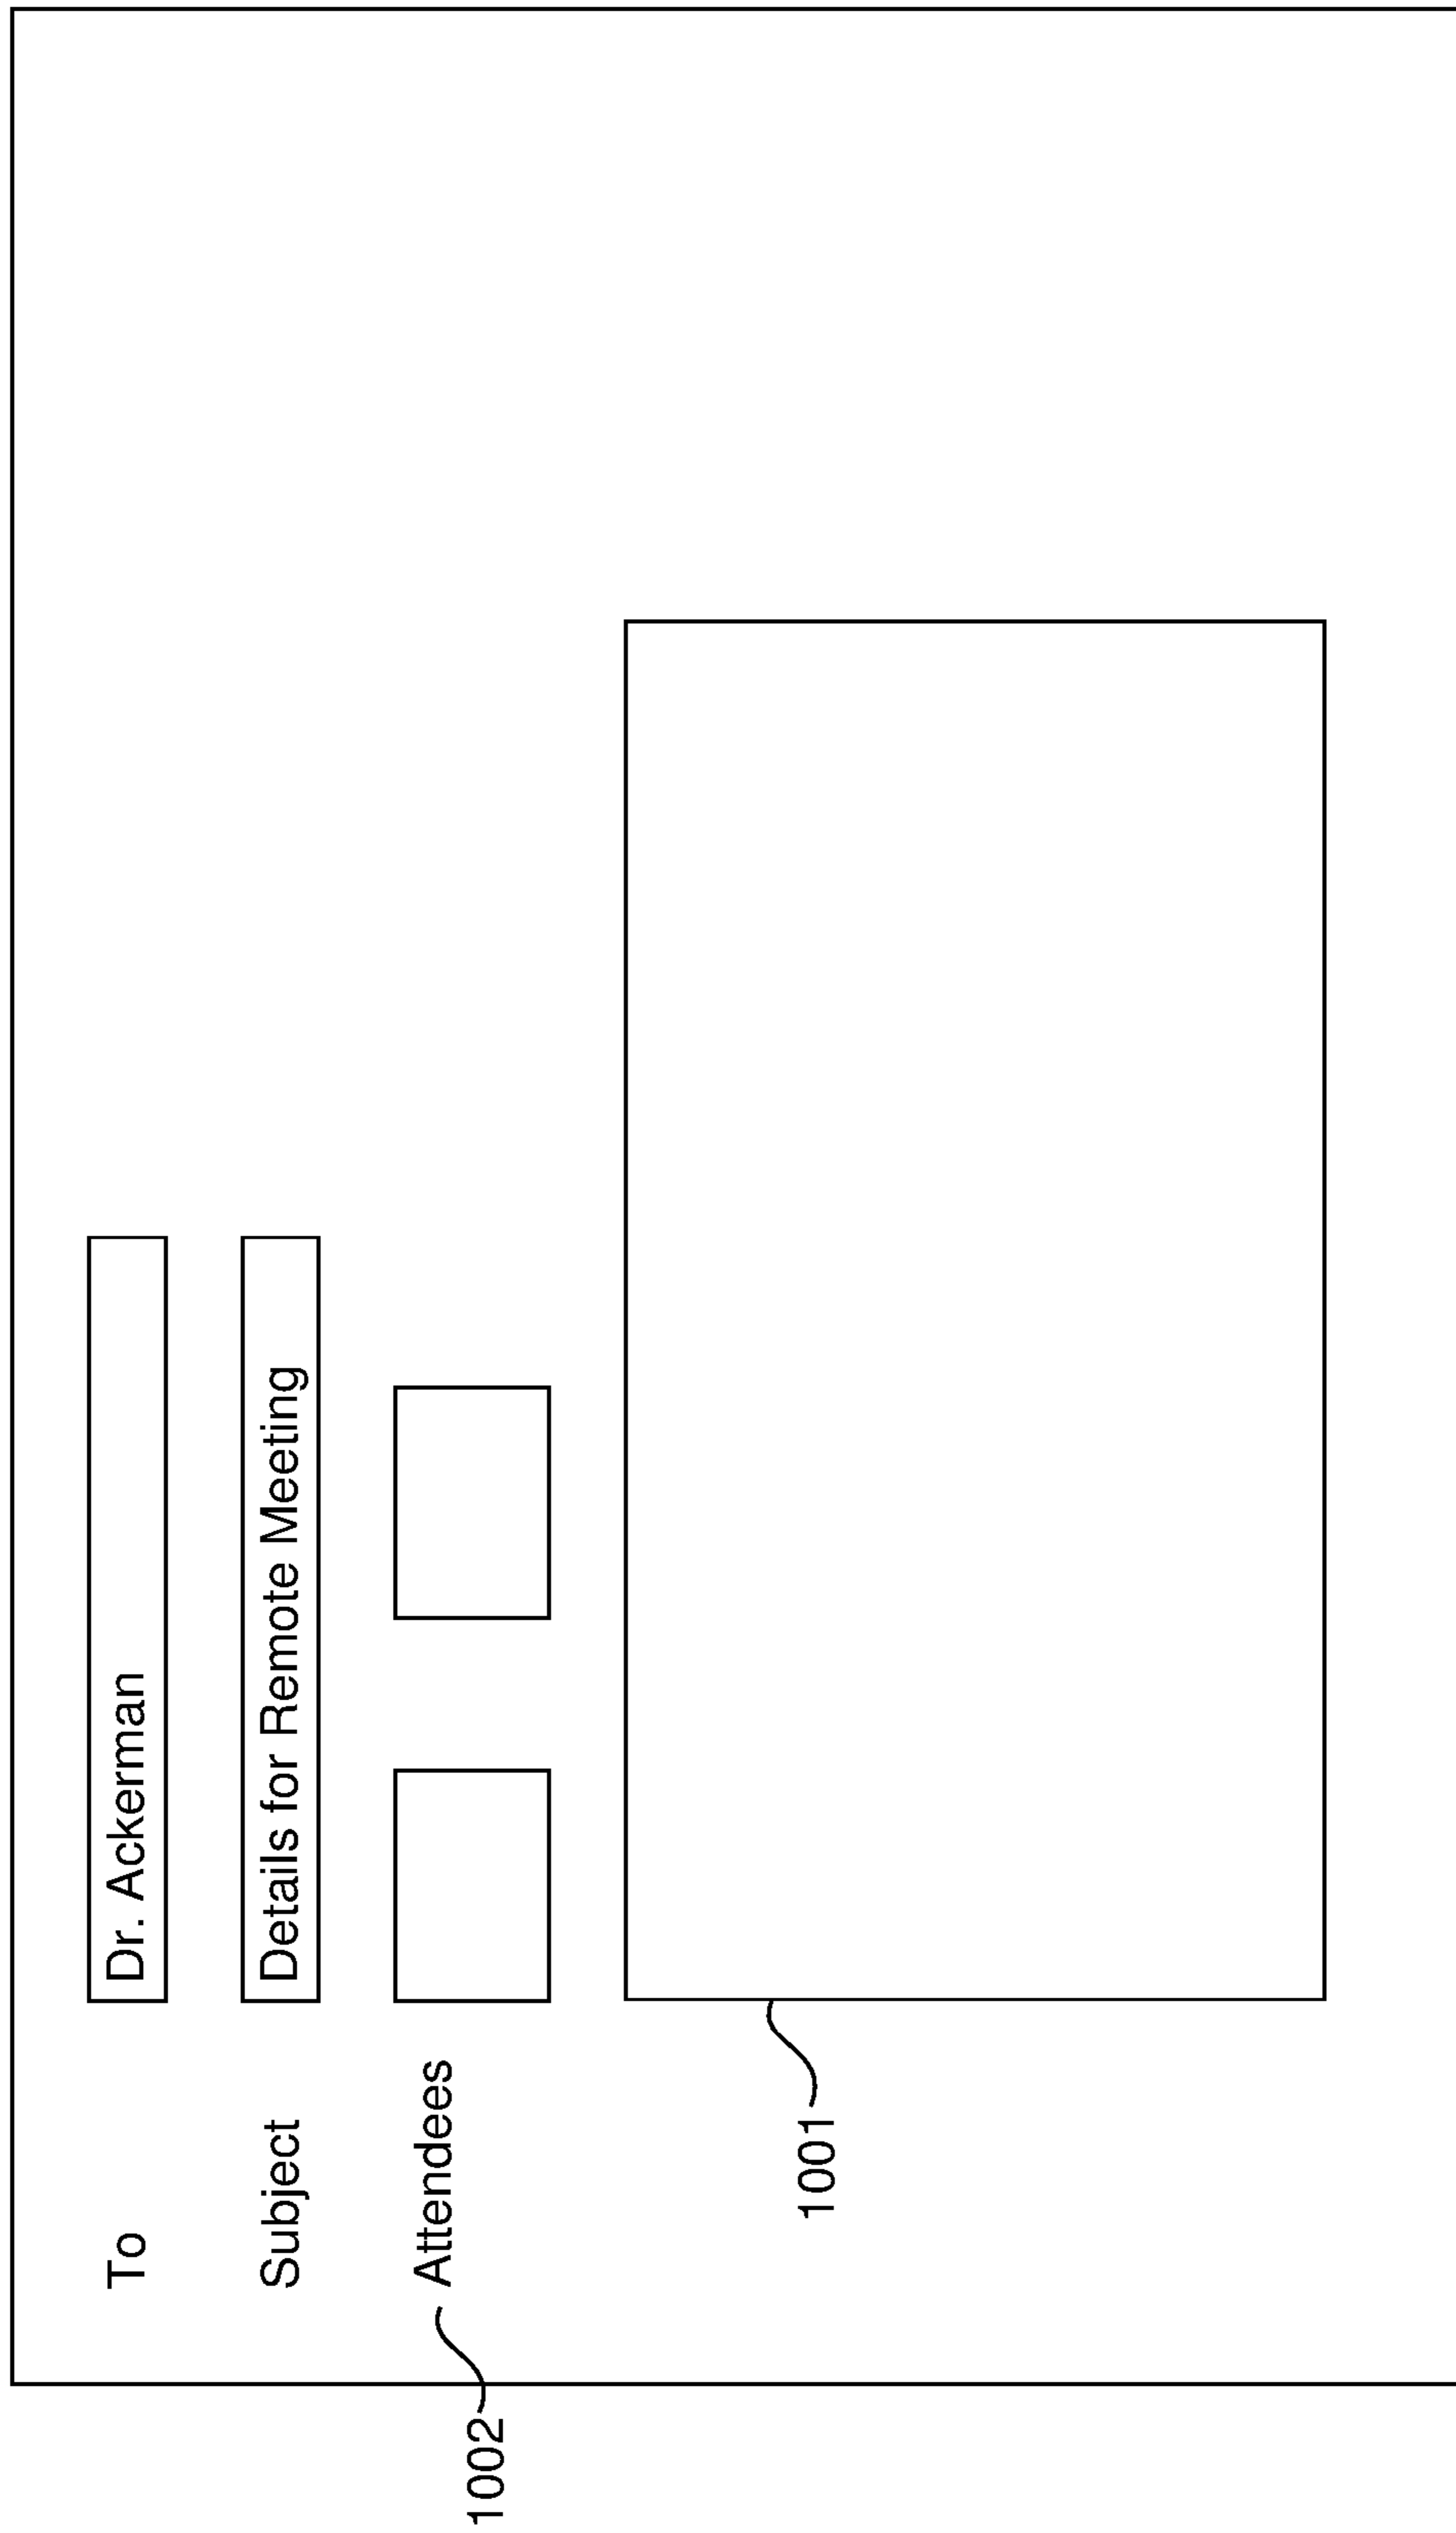 To Dr. Ackerman
Subject Details for Remote Meeting
1002 Attendees
1001